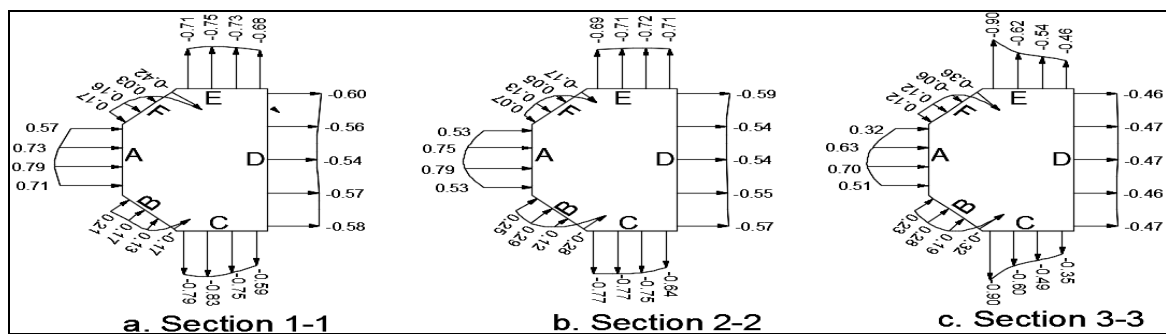 -0.71 -0.75 -0.73 -0.68
-0.42 0.03 0.16 0.17
F E
0.57
0.73
0.79
0.71
A D
-0.60
-0.56
-0.54
-0.57
-0.58
B C
0.21 0.17 0.13 -0.17
-0.79 -0.83 -0.75 -0.59
a. Section 1-1
-0.69 -0.71 -0.72 -0.71
-0.17 0.05 0.13 0.07
F E
0.53
0.75
0.79
0.53
A D
-0.59
-0.54
-0.54
-0.55
-0.57
B C
0.25 0.29 0.12 -0.28
-0.77 -0.77 -0.75 -0.64
b. Section 2-2
-0.90 -0.62 -0.54 -0.46
-0.36 -0.06 0.12 0.12
F E
0.32
0.63
0.70
0.51
A D
-0.46
-0.47
-0.47
-0.46
-0.47
B C
0.23 0.28 0.19 -0.32
-0.90 -0.60 -0.49 -0.35
c. Section 3-3